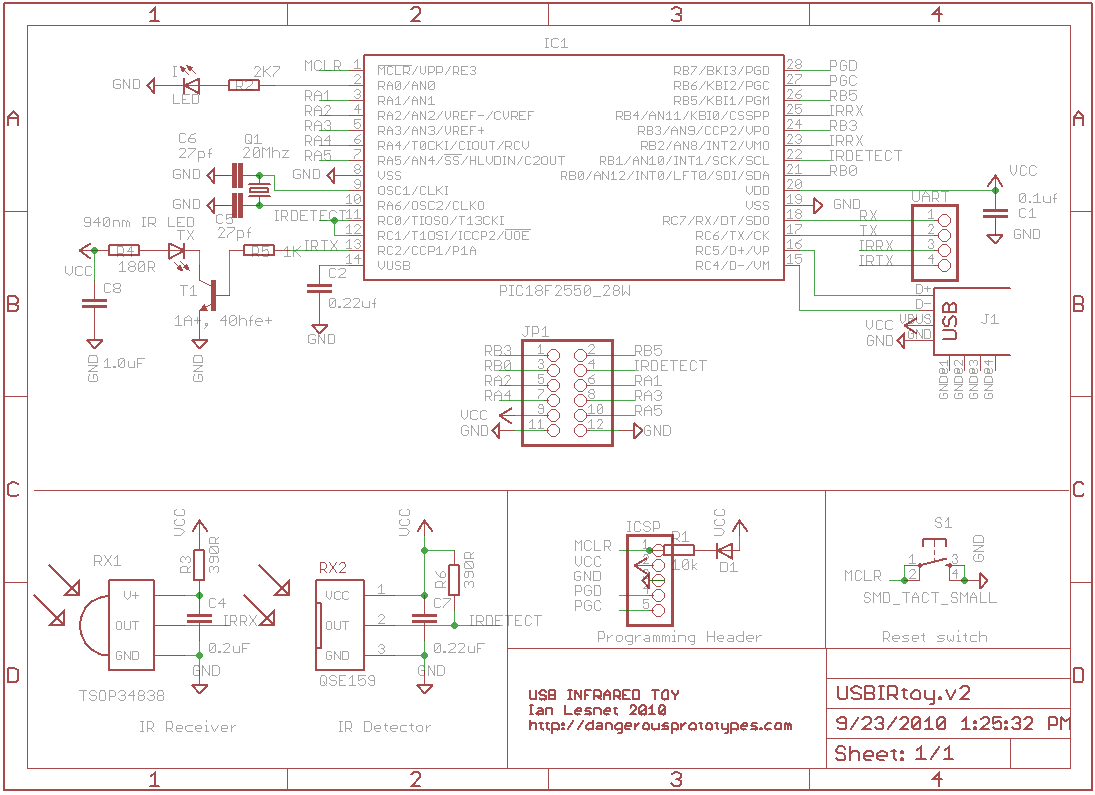 1 2 3 4
A
B
C
D
A
B
C
D
IC1
MCLR 1 MCLR/VPP/RE3
2 RA0/AN0
RA1 3 RA1/AN1
RA2 4 RA2/AN2/VREF-/CVREF
RA3 5 RA3/AN3/VREF+
RA4 6 RA4/T0CKI/C1OUT/RCV
RA5 7 RA5/AN4/SS/HLVDIN/C2OUT
GND 8 VSS
9 OSC1/CLKI
10 RA6/OSC2/CLKO
IRDETECT 11 RC0/T1OSO/T13CKI
12 RC1/T1OSI/ICCP2/UOE
IRTX 13 RC2/CCP1/P1A
14 VUSB
RB7/BKI3/PGD 28 PGD
RB6/KBI2/PGC 27 PGC
RB5/KBI1/PGM 26 RB5
RB4/AN11/KBI0/CSSPP 25 IRRX
RB3/AN9/CCP2/VPO 24 RB3
RB2/AN8/INT2/VMO 23 IRRX
RB1/AN10/INT1/SCK/SCL 22 IRDETECT
RB0/AN12/INT0/LFT0/SDI/SDA 21 RB0
VDD 20
VSS 19 GND
RC7/RX/DT/SDO 18
RC6/TX/CK 17
RC5/D+/VP 16
RC4/D-/VM 15
PIC18F2550_28W
GND
LED
2K7
R2
C6
27pf
GND
Q1
20Mhz
GND
C5
27pf
940nm IR LED
TX
VCC
R4
180R
R5 1K
T1
1A+, 40hfe+
C8
1.0uF
GND
GND
C2
0.22uf
GND
VCC
0.1uf
C1
GND
UART
RX 1
TX 2
IRRX 3
IRTX 4
D+
D-
VCC VBUS
GND GND
USB
J1
GND@1
GND@2
GND@3
GND@4
JP1
RB3 1 2 RB5
RB0 3 4 IRDETECT
RA2 5 6 RA1
RA4 7 8 RA3
VCC 9 10 RA5
GND 11 12 GND
RX1
V+
OUT
GND
TSOP34838
VCC
R3
390R
C4
IRRX
0.2uF
GND
IR Receiver
RX2
VCC 1
OUT 2
GND 3
QSE159
VCC
R6
390R
C7
IRDETECT
0.22uF
GND
IR Detector
ICSP
MCLR 1
VCC
GND
PGD 4
PGC 5
R1
10k
VCC
D1
Programming Header
S1
MCLR
1
2
3
4
GND
SMD_TACT_SMALL
Reset switch
USB INFRARED TOY
Ian Lesnet 2010
http://dangerousprototypes.com
USBIRtoy.v2
9/23/2010 1:25:32 PM
Sheet: 1/1
1 2 3 4